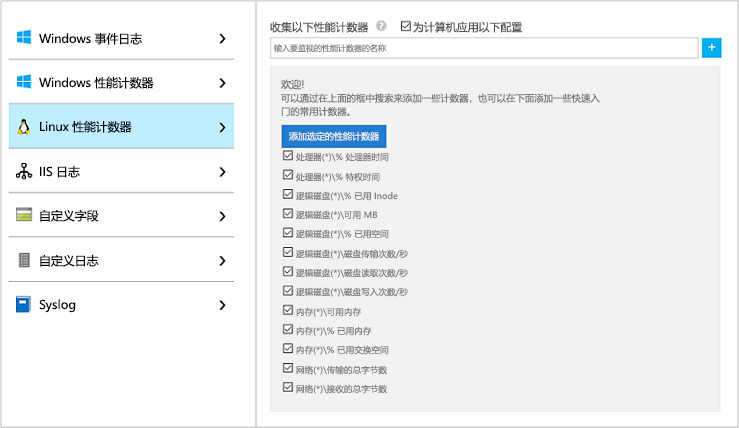 Windows 事件日志
Windows 性能计数器
Linux 性能计数器
IIS 日志
自定义字段
自定义日志
Syslog
收集以下性能计数器 ? 为计算机应用以下配置
输入要监视的性能计数器的名称 +
欢迎!
可以通过在上面的框中搜索来添加一些计数器，也可以在下面添加一些快速入
门的常用计数器。
添加选定的性能计数器
处理器(*)\% 处理器时间
处理器(*)\% 特权时间
逻辑磁盘(*)\% 已用 Inode
逻辑磁盘(*)\可用 MB
逻辑磁盘(*)\% 已用空间
逻辑磁盘(*)\磁盘传输次数/秒
逻辑磁盘(*)\磁盘读取次数/秒
逻辑磁盘(*)\磁盘写入次数/秒
内存(*)\可用内存
内存(*)\% 已用内存
内存(*)\% 已用交换空间
网络(*)\传输的总字节数
网络(*)\接收的总字节数